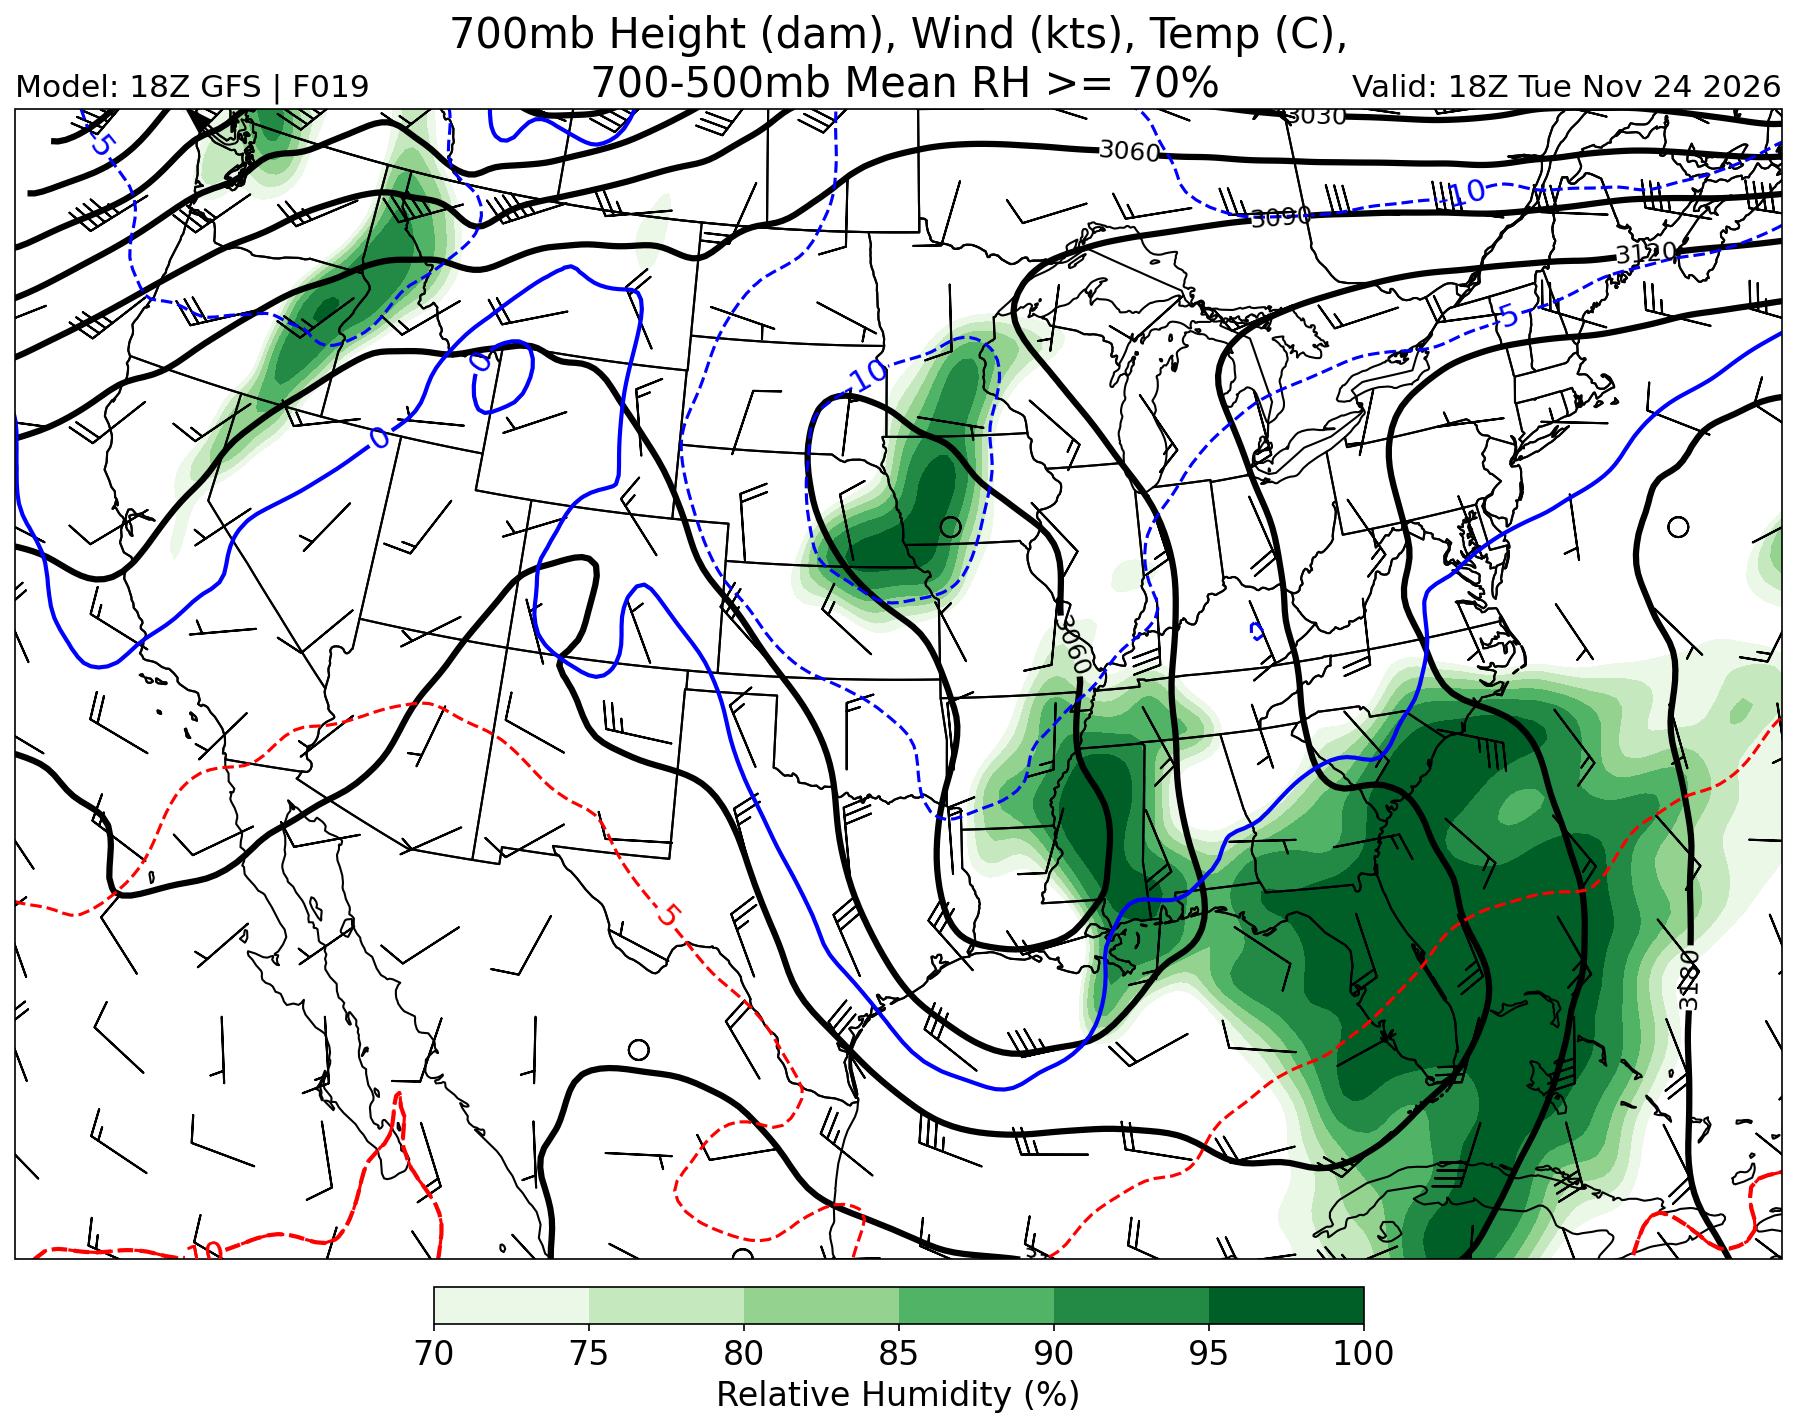 700mb Height (dam), Wind (kts), Temp (C),
700-500mb Mean RH >= 70%
Model: 18Z GFS | F019
Valid: 18Z Tue Nov 24 2026
3030
-5
3060
-10
3090
3120
-5
0
-10
0
3060
5
3180
70 75 80 85 90 95 100
Relative Humidity (%)